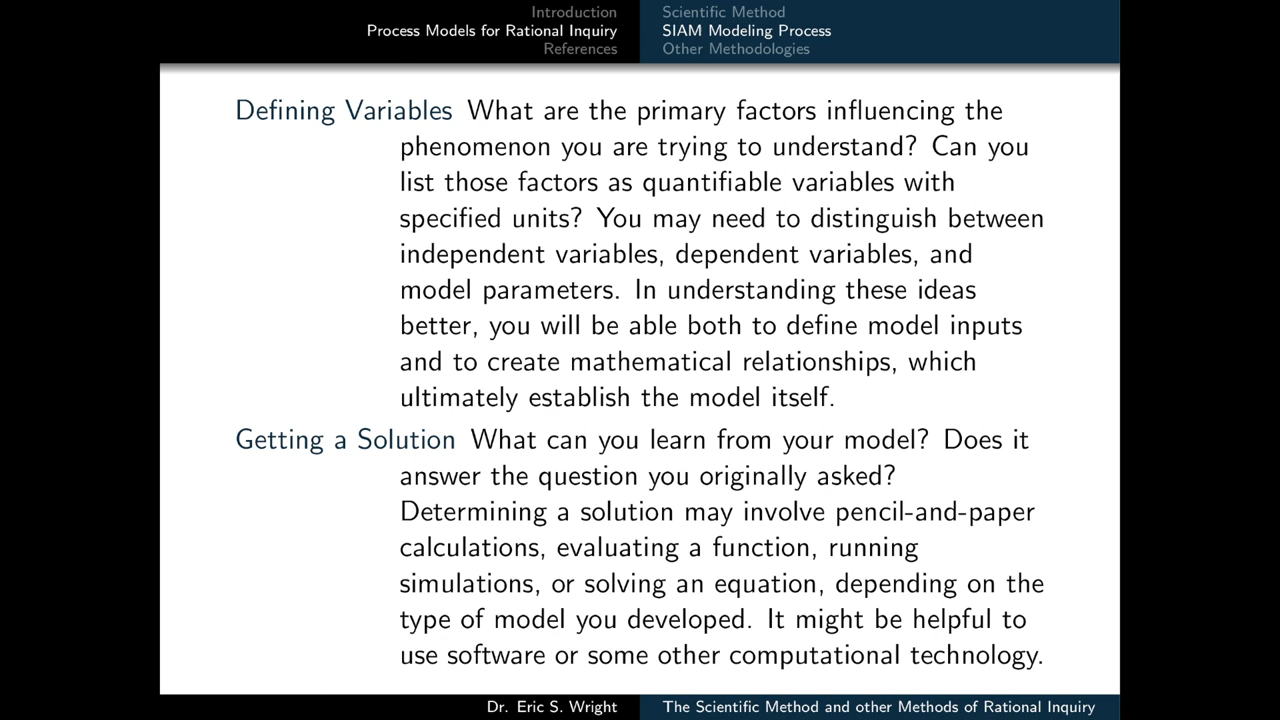 Introduction
Process Models for Rational Inquiry
References
Scientific Method
SIAM Modeling Process
Other Methodologies
Defining Variables What are the primary factors influencing the
phenomenon you are trying to understand? Can you
list those factors as quantifiable variables with
specified units? You may need to distinguish between
independent variables, dependent variables, and
model parameters. In understanding these ideas
better, you will be able both to define model inputs
and to create mathematical relationships, which
ultimately establish the model itself.
Getting a Solution What can you learn from your model? Does it
answer the question you originally asked?
Determining a solution may involve pencil-and-paper
calculations, evaluating a function, running
simulations, or solving an equation, depending on the
type of model you developed. It might be helpful to
use software or some other computational technology.
Dr. Eric S. Wright
The Scientific Method and other Methods of Rational Inquiry